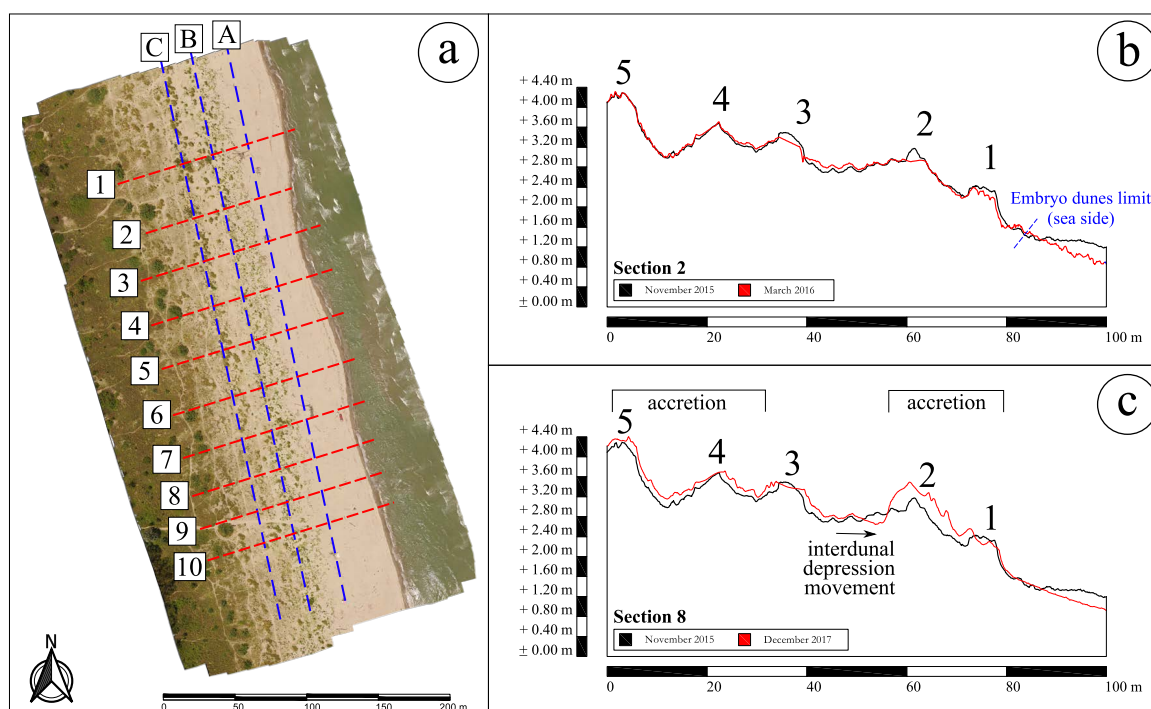 C
B
A
a
1
2
3
4
5
6
7
8
9
10
N
0
50
100
200 m
b
+ 4.40 m
+ 4.00 m
+ 3.60 m
+ 3.20 m
+ 2.80 m
+ 2.40 m
+ 2.00 m
+ 1.60 m
+ 1.20 m
+ 0.80 m
+ 0.40 m
± 0.00 m
5
4
3
2
1
Embryo dunes limit
(sea side)
Section 2
November 2015
March 2016
0
20
40
60
80
100 m
c
accretion
accretion
+ 4.40 m
+ 4.00 m
+ 3.60 m
+ 3.20 m
+ 2.80 m
+ 2.40 m
+ 2.00 m
+ 1.60 m
+ 1.20 m
+ 0.80 m
+ 0.40 m
± 0.00 m
5
4
3
2
1
interdunal
depression
movement
Section 8
November 2015
December 2017
0
20
40
60
80
100 m